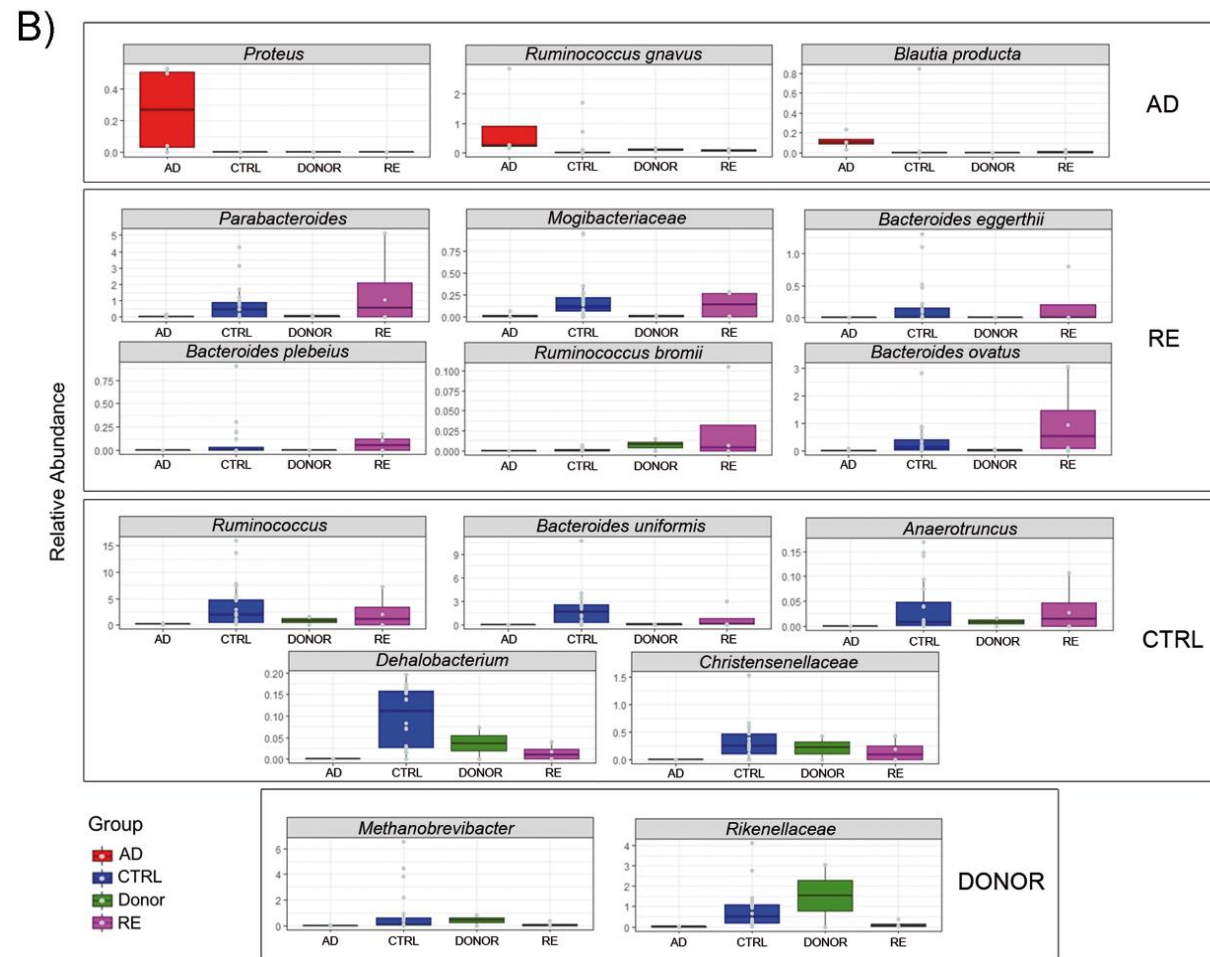 B)
Proteus Ruminococcus gnavus Blautia producta
0.4 2 0.8
0.6
0.2 1 0.4
0.2
0.0 0 0.0
AD CTRL DONOR RE AD CTRL DONOR RE AD CTRL DONOR RE
AD
Parabacteroides Mogibacteriaceae Bacteroides eggerthii
5
4 0.75 1.0
3 0.50
2 0.5
1 0.25
0 0.00 0.0
AD CTRL DONOR RE AD CTRL DONOR RE AD CTRL DONOR RE
RE
Bacteroides plebeius Ruminococcus bromii Bacteroides ovatus
0.100 3
0.75 0.075
0.50 0.050 2
0.25 0.025 1
0.00 0.000 0
AD CTRL DONOR RE AD CTRL DONOR RE AD CTRL DONOR RE
Relative Abundance
Ruminococcus Bacteroides uniformis Anaerotruncus
15 9 0.15
10 6 0.10
5 3 0.05
0 0 0.00
AD CTRL DONOR RE AD CTRL DONOR RE AD CTRL DONOR RE
CTRL
Dehalobacterium Christensenellaceae
0.20 1.5
0.15 1.0
0.10
0.05 0.5
0.00 0.0
AD CTRL DONOR RE AD CTRL DONOR RE
Methanobrevibacter Rikenellaceae
6 4
4 3
2 2
1
0 0
AD CTRL DONOR RE AD CTRL DONOR RE
DONOR
Group
AD
CTRL
Donor
RE